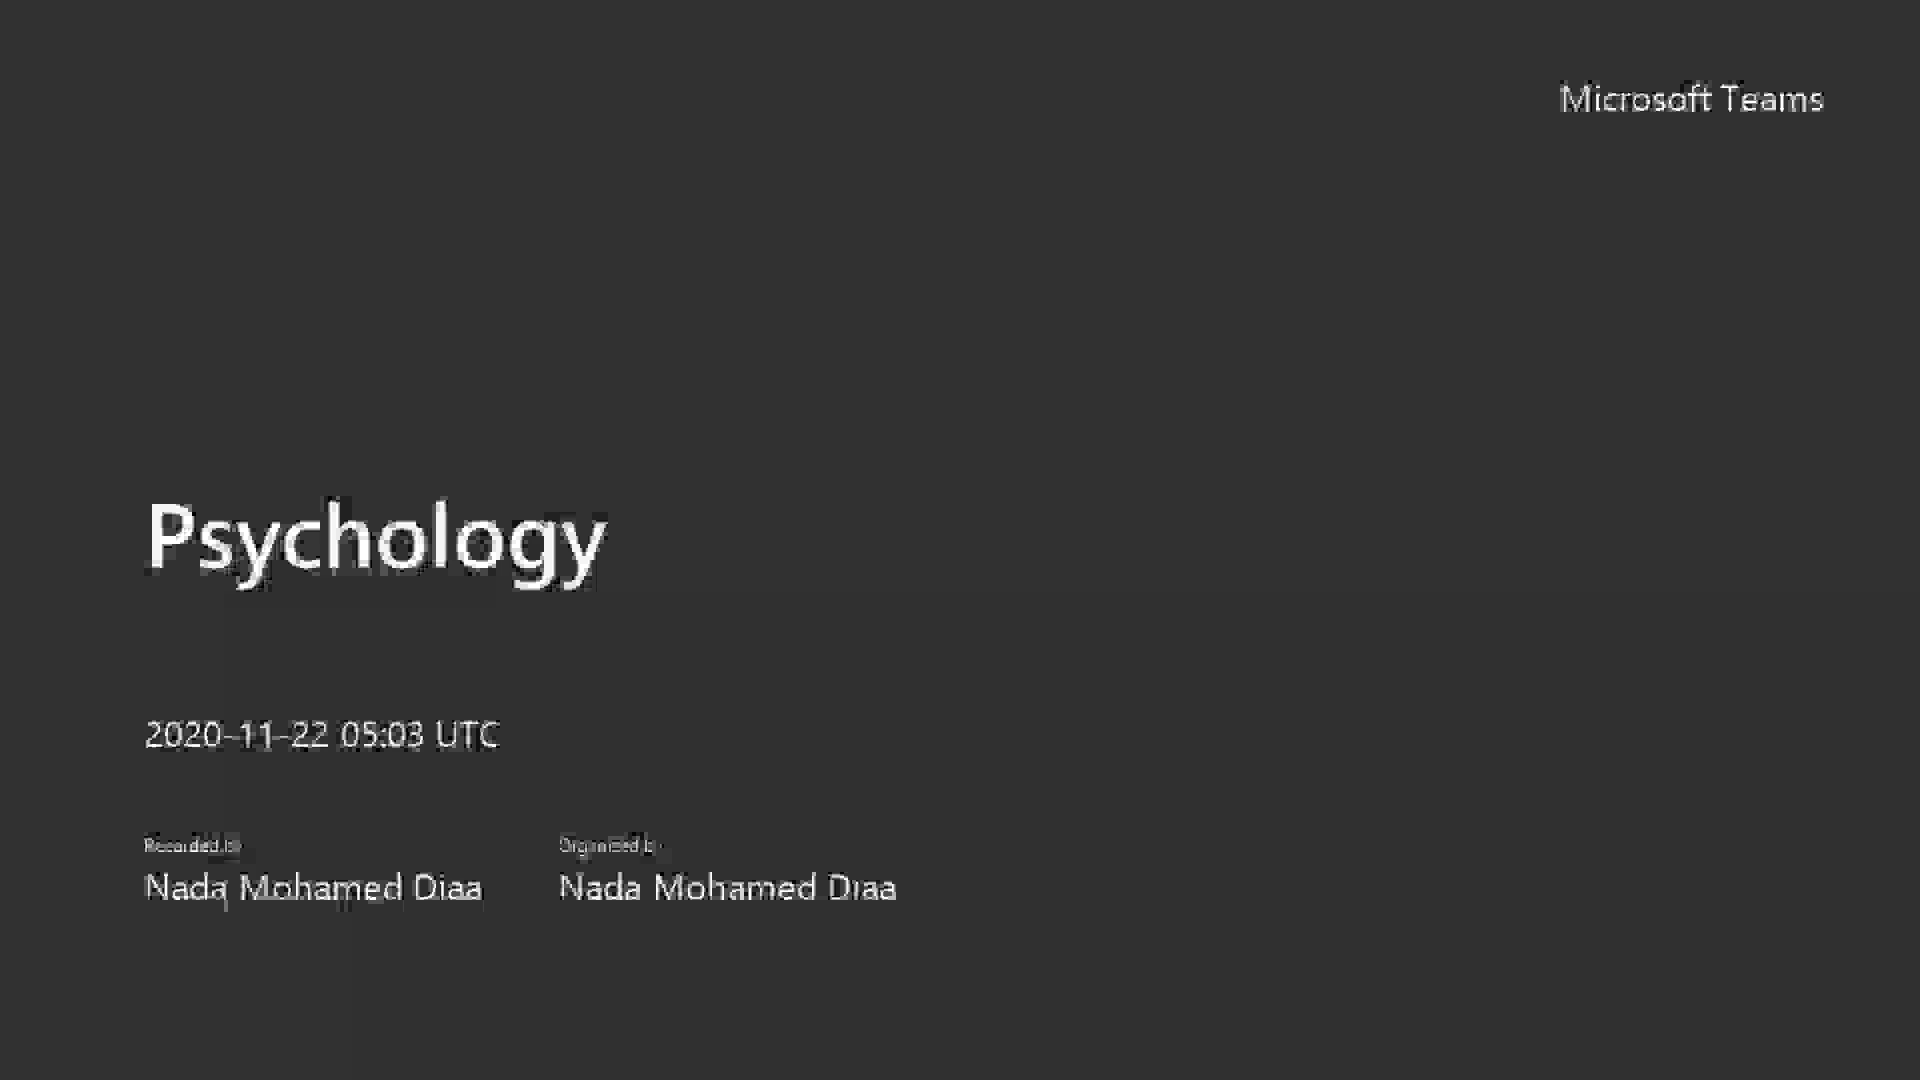 Microsoft Teams
Psychology
2020-11-22 05:03 UTC
Recorded by Organized by
Nada Mohamed Diaa Nada Mohamed Diaa